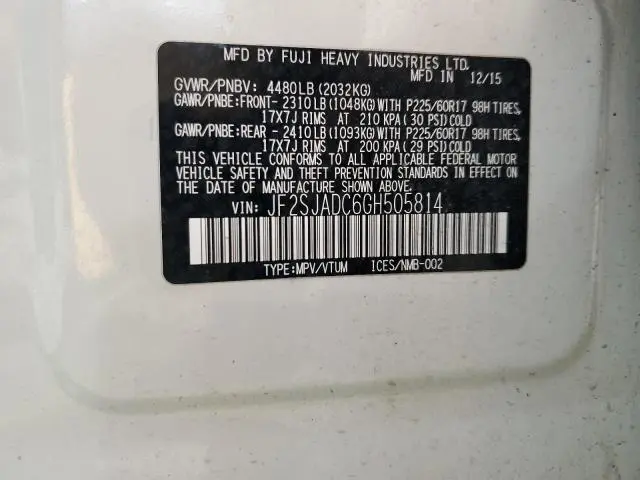 MFD BY FUJI HEAVY INDUSTRIES LTD.
MFD IN 12/15
GVWR/PNBV: 4480LB (2032KG)
GAWR/PNBE:FRONT- 2310LB (1048KG)WITH P225/60R17 98H TIRES,
17X7J RIMS AT 210 KPA( 30 PSI)COLD
GAWR/PNBE:REAR - 2410LB (1093KG)WITH P225/60R17 98H TIRES,
17X7J RIMS AT 200 KPA( 29 PSI)COLD
THIS VEHICLE CONFORMS TO ALL APPLICABLE FEDERAL MOTOR
VEHICLE SAFETY AND THEFT PREVENTION STANDARDS IN EFFECT ON
THE DATE OF MANUFACTURE SHOWN ABOVE.
VIN: JF2SJADC6GH505814
TYPE:MPV/VTUM ICES/NMB-002